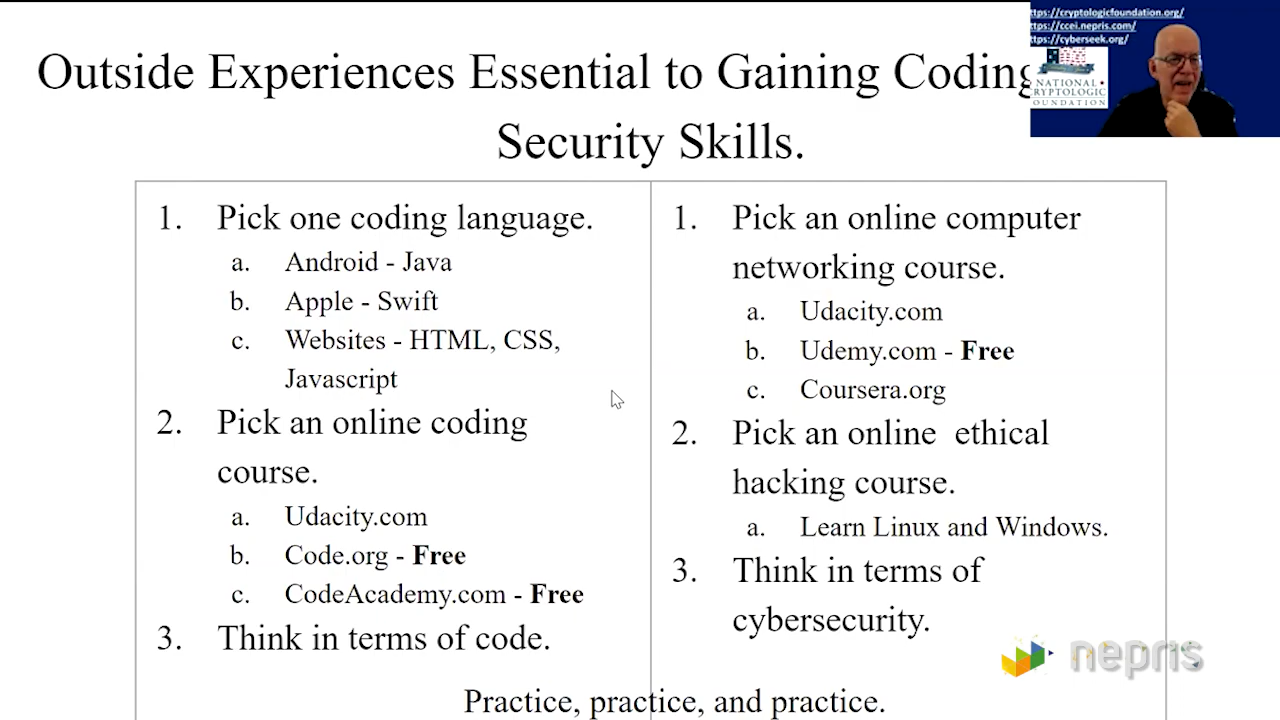 Outside Experiences Essential to Gaining Coding
Security Skills.
ttps://cryptologicfoundation.org/
ttps://ccei.nepris.com/
ttps://cyberseek.org/
NATIONAL
CRYPTOLOGIC
FOUNDATION
1. Pick one coding language.
a. Android - Java
b. Apple - Swift
c. Websites - HTML, CSS,
Javascript
2. Pick an online coding
course.
a. Udacity.com
b. Code.org - Free
c. CodeAcademy.com - Free
3. Think in terms of code.
1. Pick an online computer
networking course.
a. Udacity.com
b. Udemy.com - Free
c. Coursera.org
2. Pick an online  ethical
hacking course.
a. Learn Linux and Windows.
3. Think in terms of
cybersecurity.
Practice, practice, and practice.
nepris